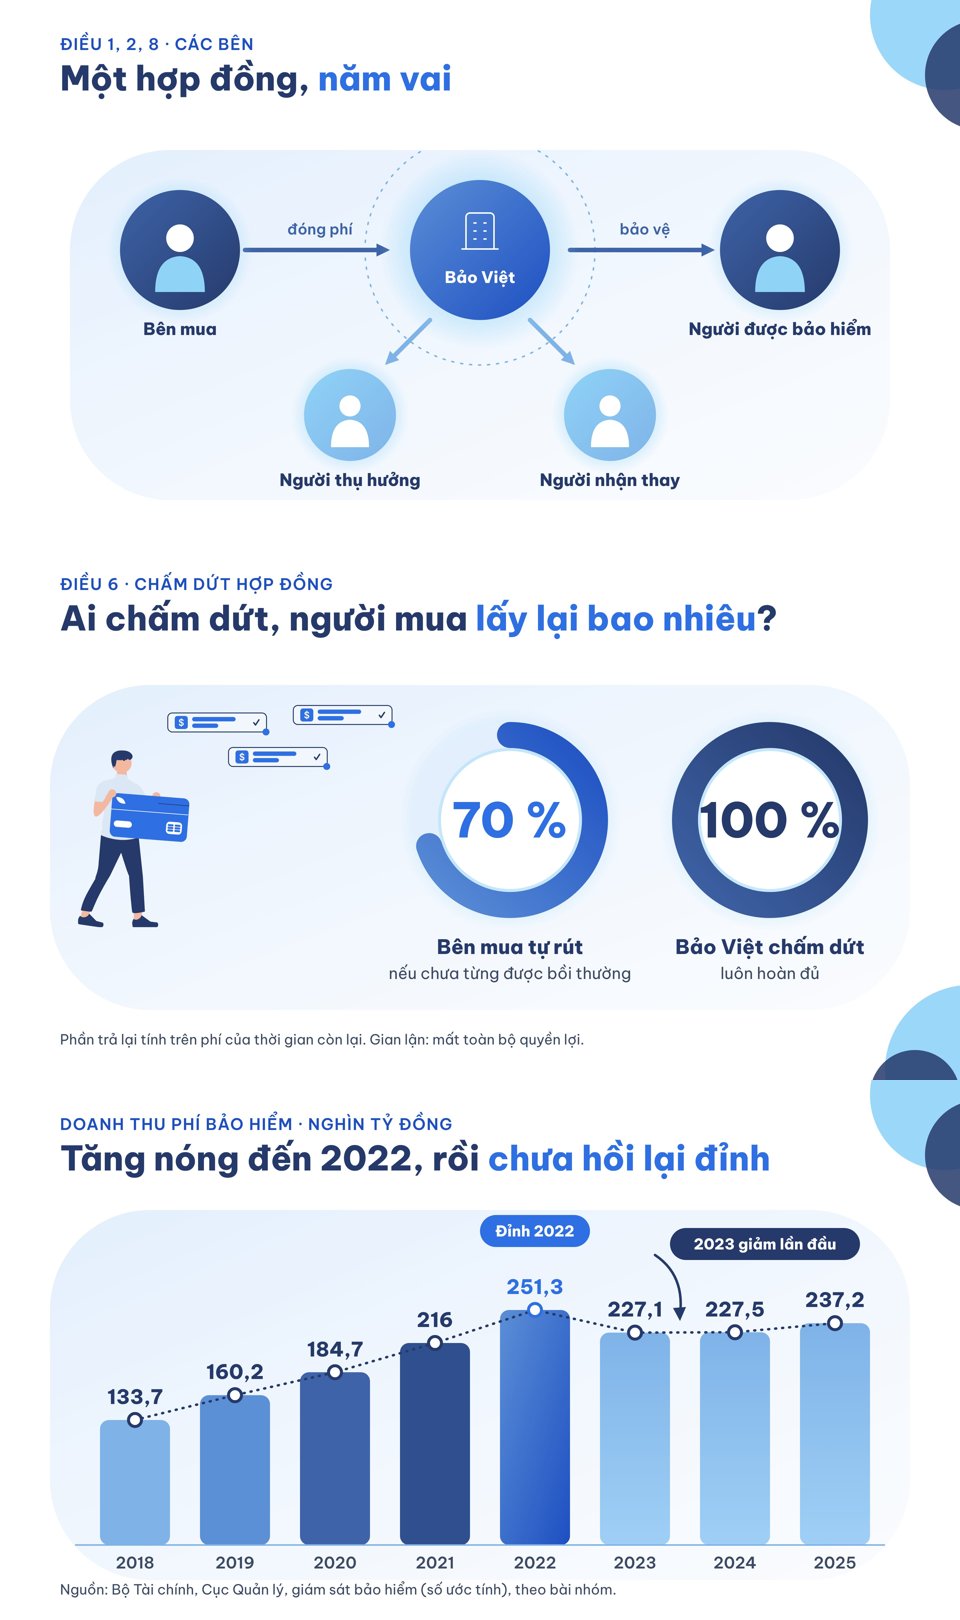 ĐIỀU 1, 2, 8 · CÁC BÊN
Một hợp đồng, năm vai
đóng phí
bảo vệ
Bảo Việt
Bên mua
Người được bảo hiểm
Người thụ hưởng
Người nhận thay
ĐIỀU 6 · CHẤM DỨT HỢP ĐỒNG
Ai chấm dứt, người mua lấy lại bao nhiêu?
$
$
$
70 %
100 %
Bên mua tự rút
Bảo Việt chấm dứt
nếu chưa từng được bồi thường
luôn hoàn đủ
Phần trả lại tính trên phí của thời gian còn lại. Gian lận: mất toàn bộ quyền lợi.
DOANH THU PHÍ BẢO HIỂM · NGHÌN TỶ ĐỒNG
Tăng nóng đến 2022, rồi chưa hồi lại đỉnh
Đỉnh 2022
2023 giảm lần đầu
133,7
160,2
184,7
216
251,3
227,1
227,5
237,2
2018
2019
2020
2021
2022
2023
2024
2025
Nguồn: Bộ Tài chính, Cục Quản lý, giám sát bảo hiểm (số ước tính), theo bài nhóm.